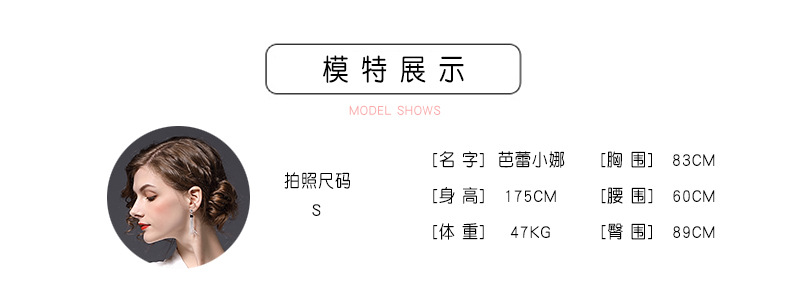 模特展示
MODEL SHOWS
拍照尺码
S
[名 字] 芭蕾小娜 [胸 围] 83CM
[身 高] 175CM [腰 围] 60CM
[体 重] 47KG [臀 围] 89CM